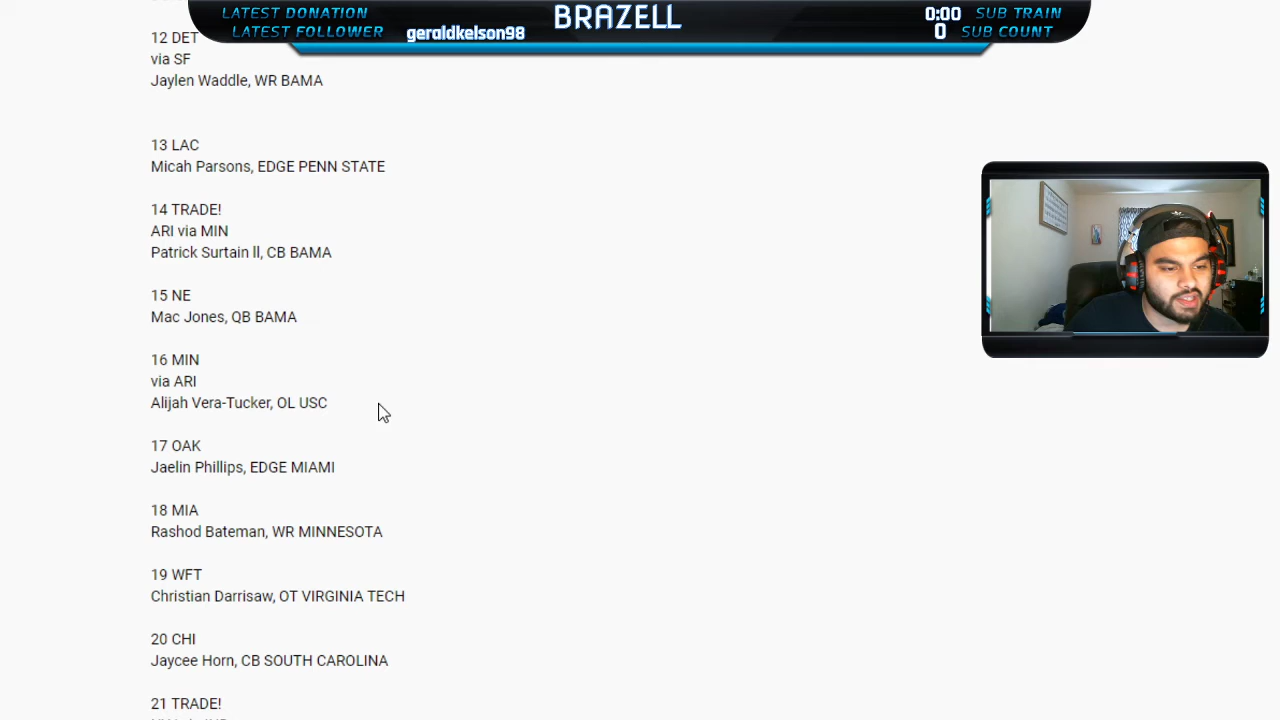 LATEST DONATION
LATEST FOLLOWER
geraldkelson98
BRAZELL
0:00 SUB TRAIN
0 SUB COUNT
12 DET
via SF
Jaylen Waddle, WR BAMA
13 LAC
Micah Parsons, EDGE PENN STATE
14 TRADE!
ARI via MIN
Patrick Surtain ll, CB BAMA
15 NE
Mac Jones, QB BAMA
16 MIN
via ARI
Alijah Vera-Tucker, OL USC
17 OAK
Jaelin Phillips, EDGE MIAMI
18 MIA
Rashod Bateman, WR MINNESOTA
19 WFT
Christian Darrisaw, OT VIRGINIA TECH
20 CHI
Jaycee Horn, CB SOUTH CAROLINA
21 TRADE!